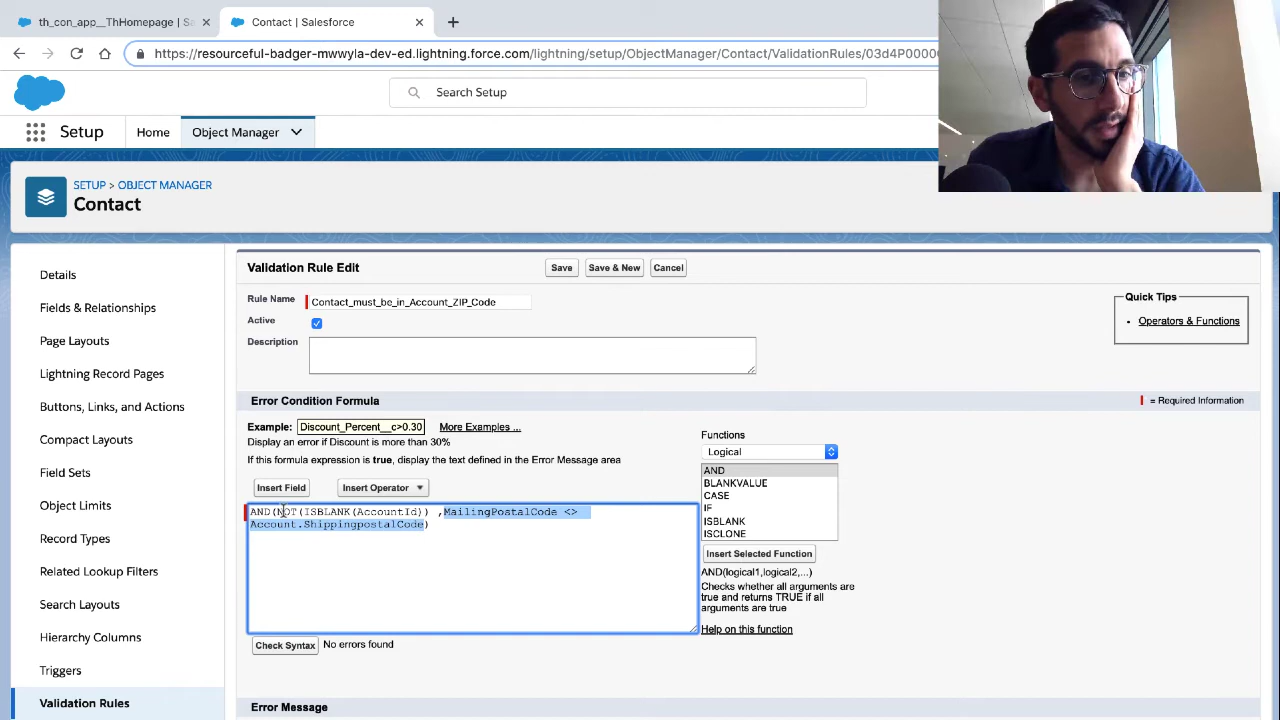 th_con_app__ThHomepage | Sa
Contact | Salesforce
https://resourceful-badger-mwwyla-dev-ed.lightning.force.com/lightning/setup/ObjectManager/Contact/ValidationRules/03d4P00000
salesforce
Search Setup
Setup
Home
Object Manager
SETUP > OBJECT MANAGER
Contact
Details
Fields & Relationships
Page Layouts
Lightning Record Pages
Buttons, Links, and Actions
Compact Layouts
Field Sets
Object Limits
Record Types
Related Lookup Filters
Search Layouts
Hierarchy Columns
Triggers
Validation Rules
Validation Rule Edit
Save
Save & New
Cancel
Rule Name
Contact_must_be_in_Account_ZIP_Code
Active
Description
Quick Tips
• Operators & Functions
Error Condition Formula
= Required Information
Example:
Discount_Percent__c>0.30
More Examples ...
Display an error if Discount is more than 30%
If this formula expression is true, display the text defined in the Error Message area
Insert Field
Insert Operator
AND(NOT(ISBLANK(AccountId)) ,MailingPostalCode <>
Account.ShippingpostalCode)
Functions
Logical
AND
BLANKVALUE
CASE
IF
ISBLANK
ISCLONE
Insert Selected Function
AND(logical1,logical2,...)
Checks whether all arguments are
true and returns TRUE if all
arguments are true
Help on this function
Check Syntax
No errors found
Error Message